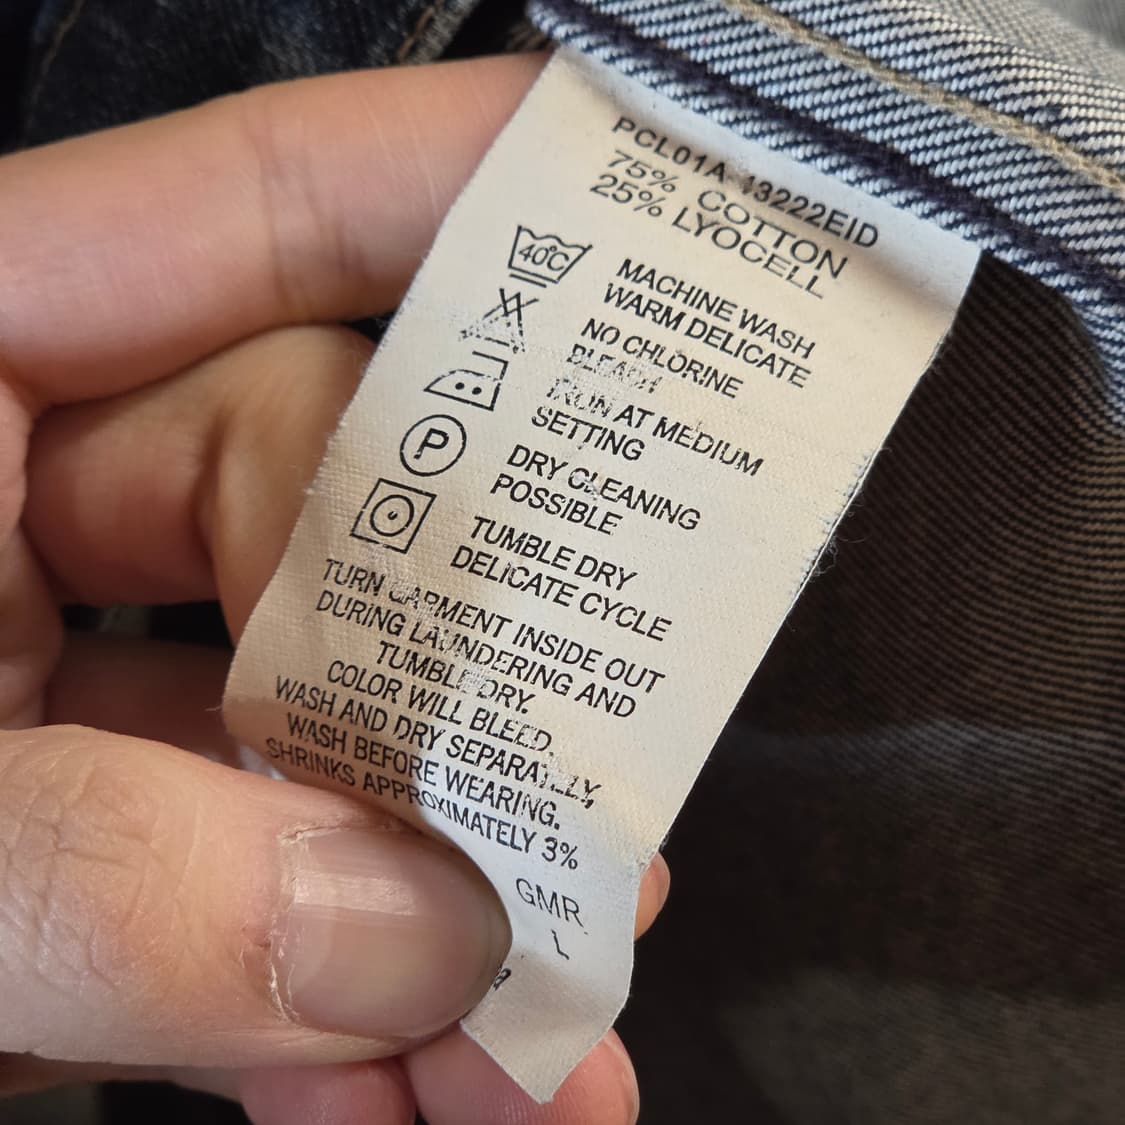 PCL01A 13222EID
75% COTTON
25% LYOCELL
40°C
MACHINE WASH
WARM DELICATE
NO CHLORINE
BLEACH
IRON AT MEDIUM
SETTING
P
DRY CLEANING
POSSIBLE
TUMBLE DRY
DELICATE CYCLE
TURN GARMENT INSIDE OUT
DURING LAUNDERING AND
TUMBLE DRY.
COLOR WILL BLEED.
WASH AND DRY SEPARATELY,
WASH BEFORE WEARING.
SHRINKS APPROXIMATELY 3%
GMR
L